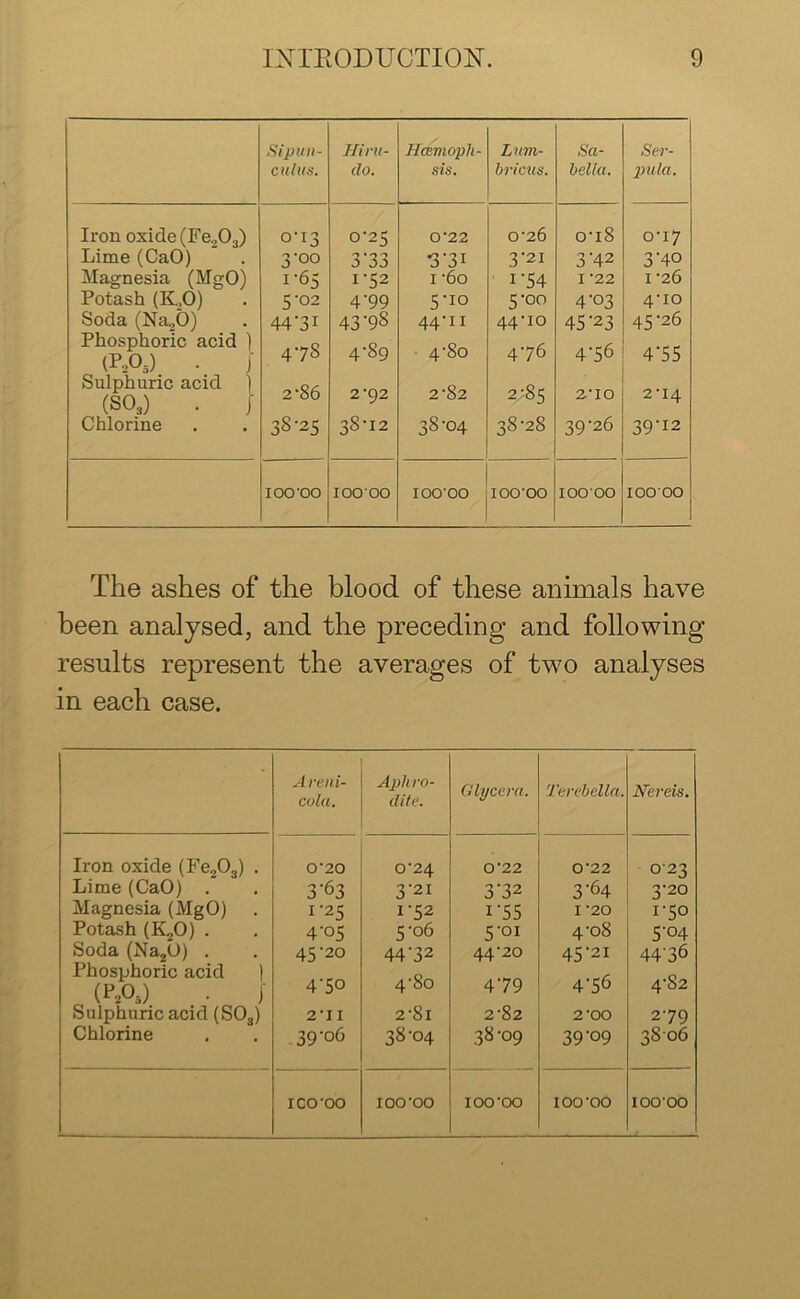 INTRODUCTION. 9
Sipun- Hiru- Hæmoph- Lum- Sa- Ser-
culus. do. sis. bricus. bella. pula.
Iron oxide (Fe₂O₃) 0·13 0·25 0·22 0·26 0·18 0·17
Lime (CaO) . 3·00 3·33 3·31 3·21 3·42 3·40
Magnesia (MgO) 1·65 1·52 1·60 1·54 1·22 1·26
Potash (K₂O) . 5·02 4·99 5·10 5·00 4·03 4·10
Soda (Na₂O) . 44·31 43·98 44·11 44·10 45·23 45·26
Phosphoric acid }
(P₂O₅) . } 4·78 4·89 4·80 4·76 4·56 4·55
Sulphuric acid }
(SO₃) . } 2·86 2·92 2·82 2·85 2·10 2·14
Chlorine . . 38·25 38·12 38·04 38·28 39·26 39·12
100·00 100·00 100·00 100·00 100·00 100·00
The ashes of the blood of these animals have
been analysed, and the preceding and following
results represent the averages of two analyses
in each case.
Areni- Aphro- Glycera. Terebella. Nereis.
cola. dite.
Iron oxide (Fe₂O₃) . 0·20 0·24 0·22 0·22 0·23
Lime (CaO) . . 3·63 3·21 3·32 3·64 3·20
Magnesia (MgO) . 1·25 1·52 1·55 1·20 1·50
Potash (K₂O) . . 4·05 5·06 5·01 4·08 5·04
Soda (Na₂O) . . 45·20 44·32 44·20 45·21 44·36
Phosphoric acid }
(P₂O₅) . } 4·50 4·80 4·79 4·56 4·82
Sulphuric acid (SO₃) 2·11 2·81 2·82 2·00 2·79
Chlorine . . 39·06 38·04 38·09 39·09 38·06
100·00 100·00 100·00 100·00 100·00